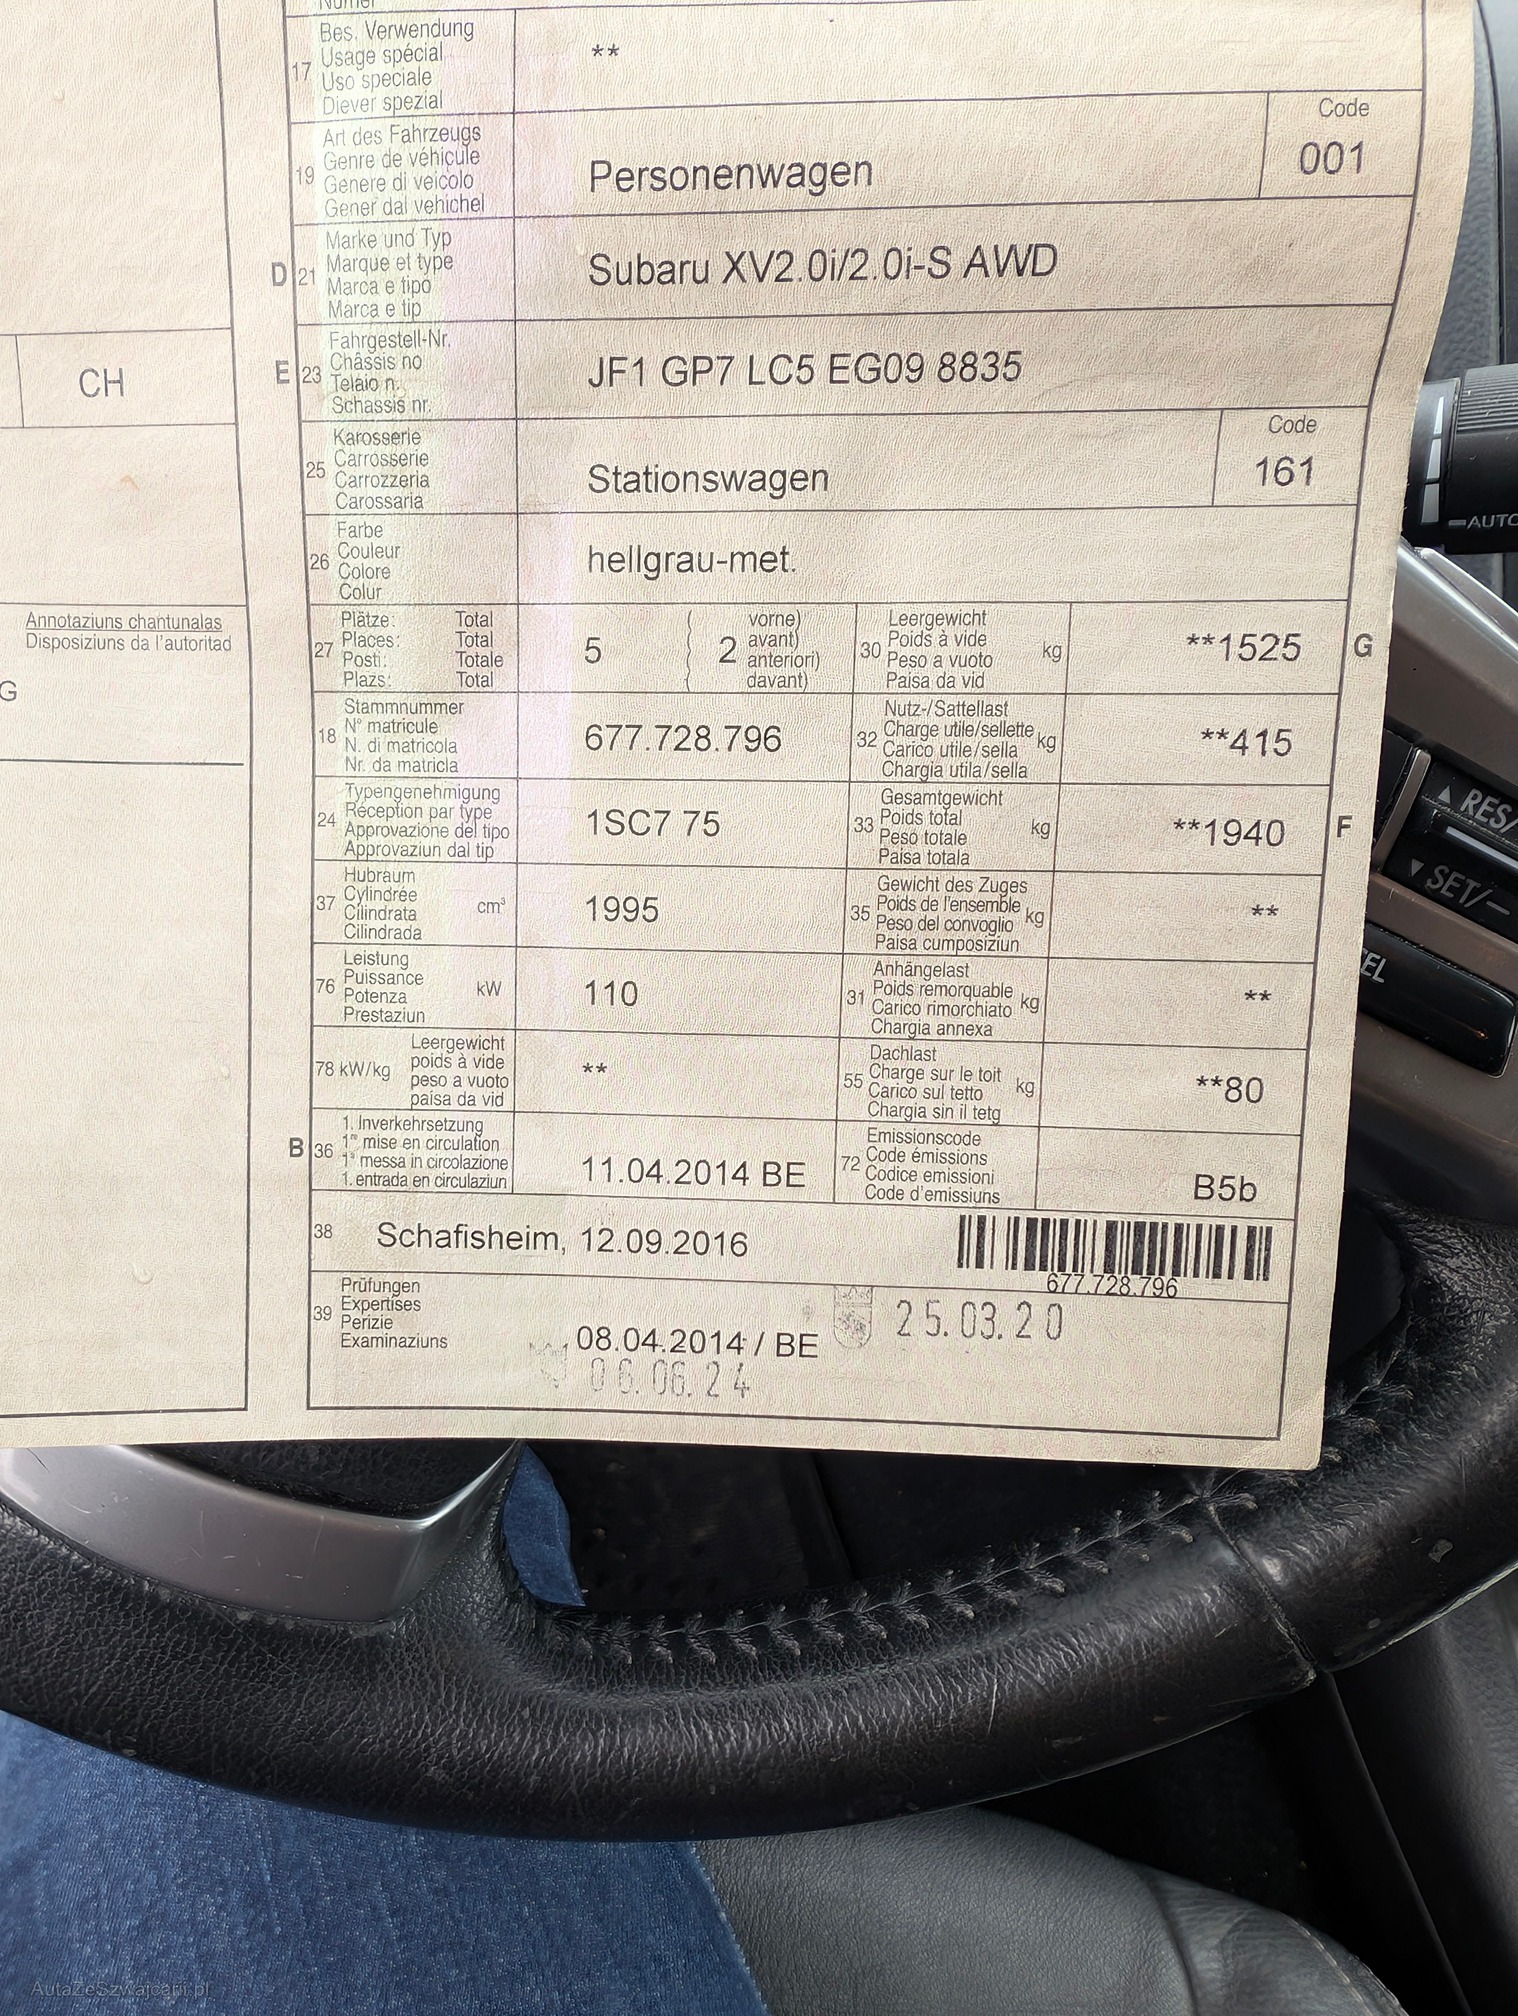 17
Bes. Verwendung
Usage spécial
Uso speciale
Diever spezial
**
19
Art des Fahrzeugs
Genre de véhicule
Genere di veicolo
Gener dal vehichel
Personenwagen
Code
001
D 21
Marke und Typ
Marque et type
Marca e tipo
Marca e tip
Subaru XV2.0i/2.0i-S AWD
E 23
Fahrgestell-Nr.
Châssis no
Telaio n.
Schassis nr.
JF1 GP7 LC5 EG09 8835
CH
25
Karosserie
Carrosserie
Carrozzeria
Carossaria
Stationswagen
Code
161
26
Farbe
Couleur
Colore
Colur
hellgrau-met.
Annotaziuns chantunalas
Disposiziuns da l'autoritad
G
27
Plätze: Total
Places: Total
Posti: Totale
Plazs: Total
5
2
vorne)
avant)
anteriori)
davant)
30
Leergewicht
Poids à vide
Peso a vuoto
Paisa da vid
kg
**1525
G
18
Stammnummer
N° matricule
N. di matricola
Nr. da matricla
677.728.796
32
Nutz-/Sattellast
Charge utile/sellette
Carico utile/sella
Chargia utila/sella
kg
**415
24
Typengenehmigung
Réception par type
Approvazione del tipo
Approvaziun dal tip
1SC7 75
33
Gesamtgewicht
Poids total
Peso totale
Paisa totala
kg
**1940
F
37
Hubraum
Cylindrée
Cilindrata
Cilindrada
cm³
1995
35
Gewicht des Zuges
Poids de l'ensemble
Peso del convoglio
Paisa cumposiziun
kg
**
76
Leistung
Puissance
Potenza
Prestaziun
kW
110
31
Anhängelast
Poids remorquable
Carico rimorchiato
Chargia annexa
kg
**
78 kW/kg
Leergewicht
poids à vide
peso a vuoto
paisa da vid
**
55
Dachlast
Charge sur le toit
Carico sul tetto
Chargia sin il tetg
kg
**80
B 36
1. Inverkehrsetzung
1re mise en circulation
1a messa in circolazione
1. entrada en circulaziun
11.04.2014 BE
72
Emissionscode
Code émissions
Codice emissioni
Code d'emissiuns
B5b
38
Schafisheim, 12.09.2016
677.728.796
39
Prüfungen
Expertises
Perizie
Examinaziuns
08.04.2014 / BE
25.03.20
06.06.24
AUTO
RES/
SET/-
AutaZeSzwajcarii.pl